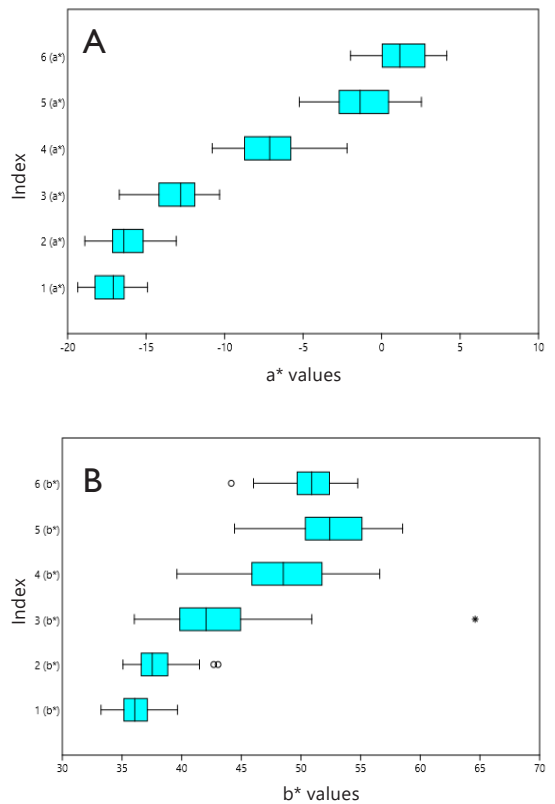 A
6 (a*)
5 (a*)
4 (a*)
3 (a*)
2 (a*)
1 (a*)
Index
-20 -15 -10 -5 0 5 10
a* values
B
6 (b*)
5 (b*)
4 (b*)
3 (b*)
2 (b*)
1 (b*)
Index
30 35 40 45 50 55 60 65 70
b* values